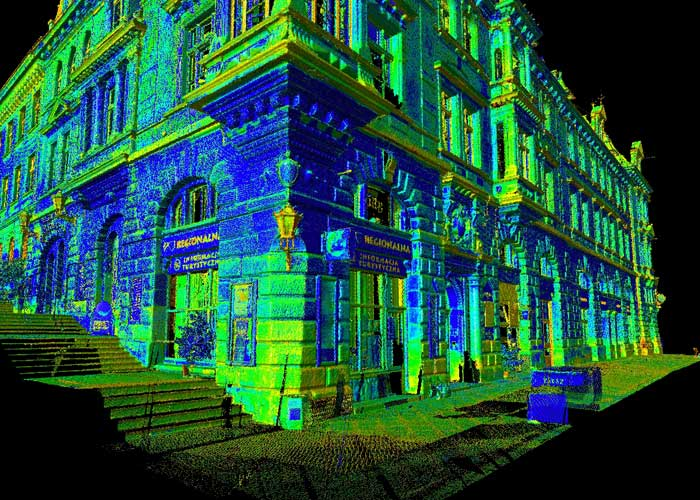 REGIONALNA
INFORMACJA
TURYSTYCZNA
REGIONALNA
INFORMACJA
TURYSTYCZNA